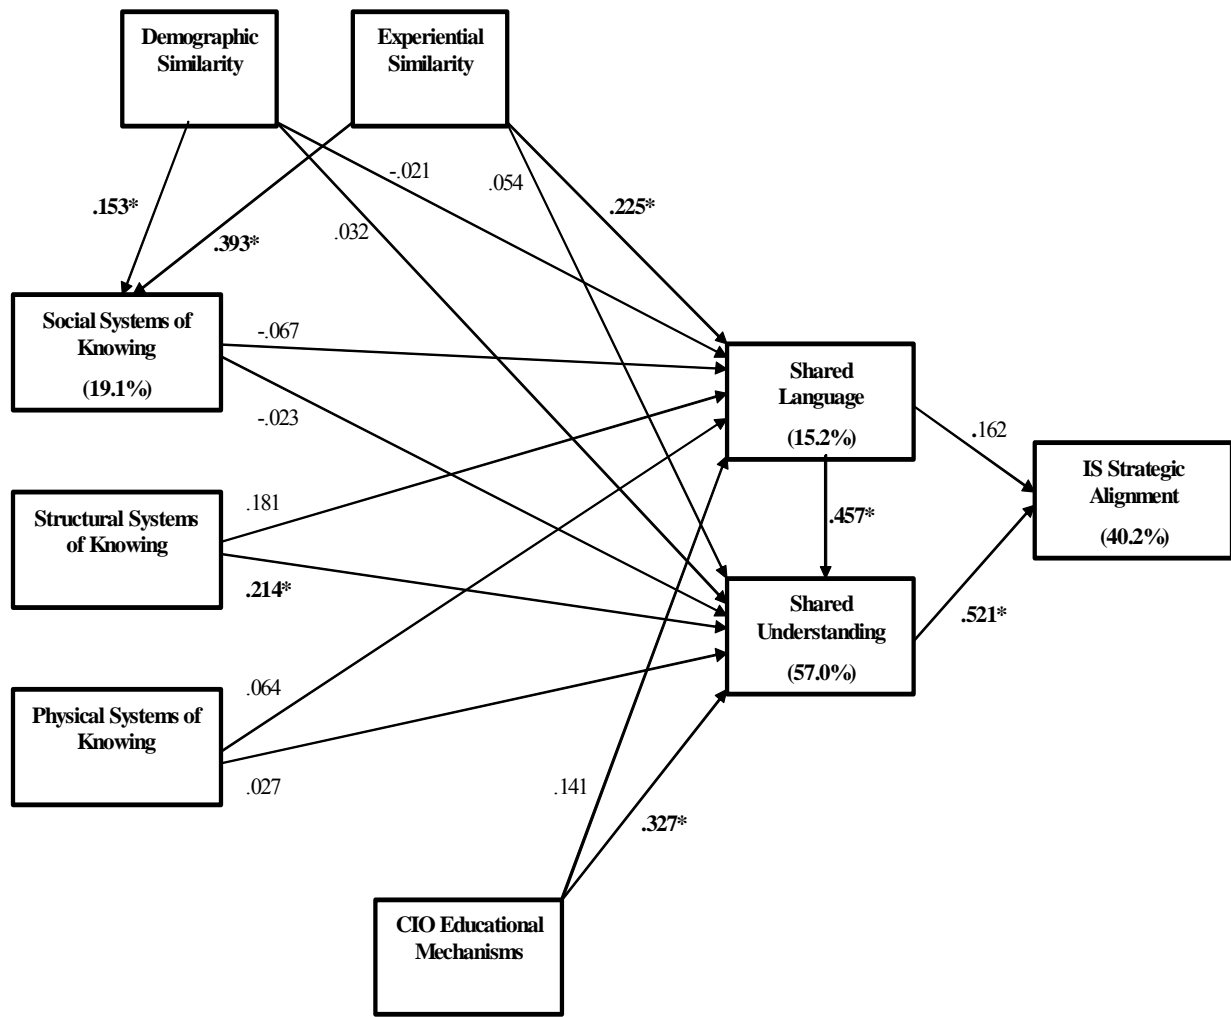 Demographic
Similarity
Experiential
Similarity
-.021
.054
.153*
.225*
.032
.393*
Social Systems of
Knowing
(19.1%)
-.067
-.023
Shared
Language
(15.2%)
.162
IS Strategic
Alignment
(40.2%)
Structural Systems
of Knowing
.181
.214*
.457*
Shared
Understanding
(57.0%)
.521*
Physical Systems of
Knowing
.064
.027
.141
.327*
CIO Educational
Mechanisms